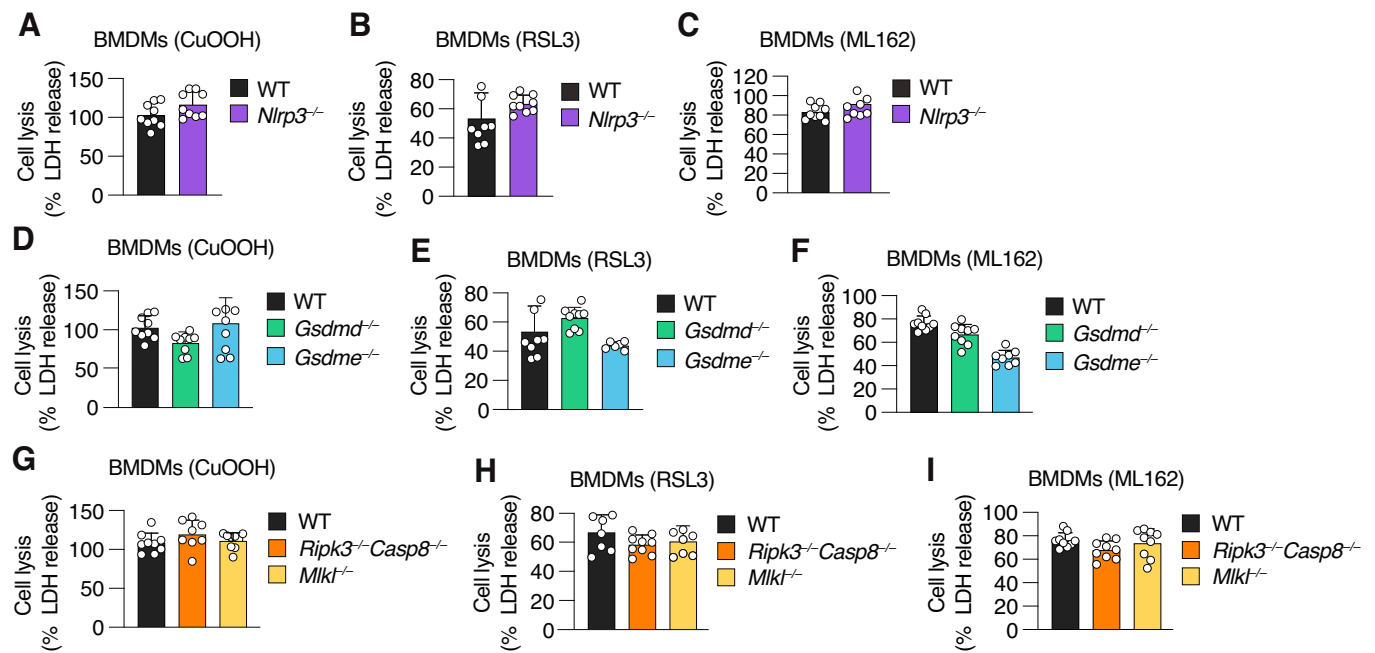 A
BMDMs (CuOOH)
Cell lysis
(% LDH release)
150
100
50
0
WT
Nlrp3–/–
B
BMDMs (RSL3)
Cell lysis
(% LDH release)
80
60
40
20
0
WT
Nlrp3–/–
C
BMDMs (ML162)
Cell lysis
(% LDH release)
120
100
80
60
40
20
0
WT
Nlrp3–/–
D
BMDMs (CuOOH)
Cell lysis
(% LDH release)
150
100
50
0
WT
Gsdmd–/–
Gsdme–/–
E
BMDMs (RSL3)
Cell lysis
(% LDH release)
80
60
40
20
0
WT
Gsdmd–/–
Gsdme–/–
F
BMDMs (ML162)
Cell lysis
(% LDH release)
100
80
60
40
20
0
WT
Gsdmd–/–
Gsdme–/–
G
BMDMs (CuOOH)
Cell lysis
(% LDH release)
150
100
50
0
WT
Ripk3–/–Casp8–/–
Mlkl–/–
H
BMDMs (RSL3)
Cell lysis
(% LDH release)
80
60
40
20
0
WT
Ripk3–/–Casp8–/–
Mlkl–/–
I
BMDMs (ML162)
Cell lysis
(% LDH release)
100
80
60
40
20
0
WT
Ripk3–/–Casp8–/–
Mlkl–/–